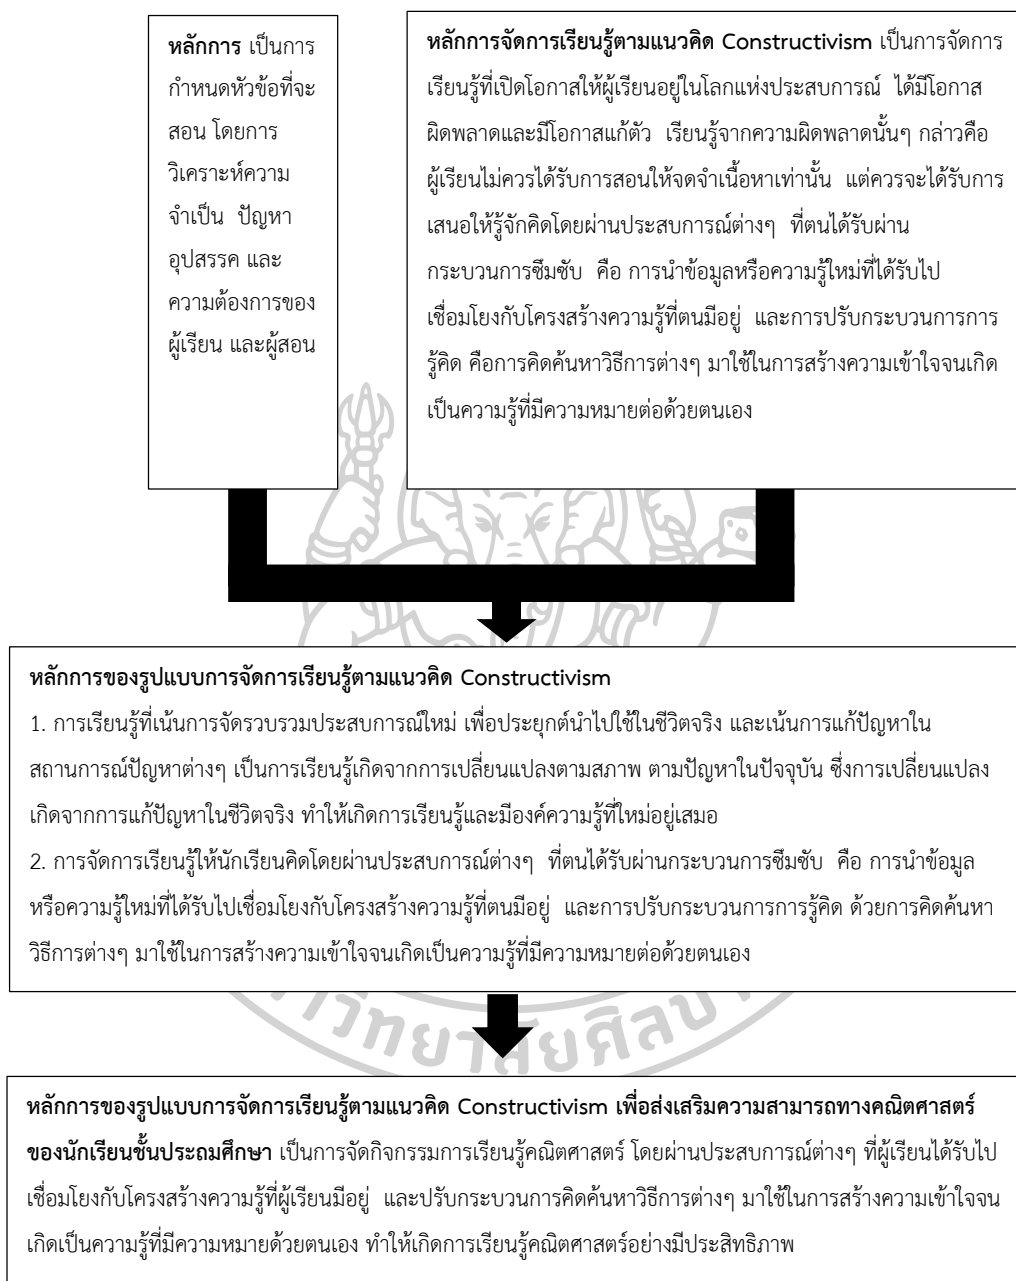 หลักการ เป็นการ
กำหนดหัวข้อที่จะ
สอน โดยการ
วิเคราะห์ความ
จำเป็น ปัญหา
อุปสรรค และ
ความต้องการของ
ผู้เรียน และผู้สอน
หลักการจัดการเรียนรู้ตามแนวคิด Constructivism เป็นการจัดการ
เรียนรู้ที่เปิดโอกาสให้ผู้เรียนอยู่ในโลกแห่งประสบการณ์ ได้มีโอกาส
ผิดพลาดและมีโอกาสแก้ตัว เรียนรู้จากความผิดพลาดนั้นๆ กล่าวคือ
ผู้เรียนไม่ควรได้รับการสอนให้จดจำเนื้อหาเท่านั้น แต่ควรจะได้รับการ
เสนอให้รู้จักคิดโดยผ่านประสบการณ์ต่างๆ ที่ตนได้รับผ่าน
กระบวนการซึมซับ คือ การนำข้อมูลหรือความรู้ใหม่ที่ได้รับไป
เชื่อมโยงกับโครงสร้างความรู้ที่ตนมีอยู่ และการปรับกระบวนการการ
รู้คิด คือการคิดค้นหาวิธีการต่างๆ มาใช้ในการสร้างความเข้าใจจนเกิด
เป็นความรู้ที่มีความหมายต่อด้วยตนเอง
หลักการของรูปแบบการจัดการเรียนรู้ตามแนวคิด Constructivism
1. การเรียนรู้ที่เน้นการจัดรวบรวมประสบการณ์ใหม่ เพื่อประยุกต์นำไปใช้ในชีวิตจริง และเน้นการแก้ปัญหาใน
สถานการณ์ปัญหาต่างๆ เป็นการเรียนรู้เกิดจากการเปลี่ยนแปลงตามสภาพ ตามปัญหาในปัจจุบัน ซึ่งการเปลี่ยนแปลง
เกิดจากการแก้ปัญหาในชีวิตจริง ทำให้เกิดการเรียนรู้และมีองค์ความรู้ที่ใหม่อยู่เสมอ
2. การจัดการเรียนรู้ให้นักเรียนคิดโดยผ่านประสบการณ์ต่างๆ ที่ตนได้รับผ่านกระบวนการซึมซับ คือ การนำข้อมูล
หรือความรู้ใหม่ที่ได้รับไปเชื่อมโยงกับโครงสร้างความรู้ที่ตนมีอยู่ และการปรับกระบวนการการรู้คิด ด้วยการคิดค้นหา
วิธีการต่างๆ มาใช้ในการสร้างความเข้าใจจนเกิดเป็นความรู้ที่มีความหมายต่อด้วยตนเอง
หลักการของรูปแบบการจัดการเรียนรู้ตามแนวคิด Constructivism เพื่อส่งเสริมความสามารถทางคณิตศาสตร์
ของนักเรียนชั้นประถมศึกษา เป็นการจัดกิจกรรมการเรียนรู้คณิตศาสตร์ โดยผ่านประสบการณ์ต่างๆ ที่ผู้เรียนได้รับไป
เชื่อมโยงกับโครงสร้างความรู้ที่ผู้เรียนมีอยู่ และปรับกระบวนการคิดค้นหาวิธีการต่างๆ มาใช้ในการสร้างความเข้าใจจน
เกิดเป็นความรู้ที่มีความหมายด้วยตนเอง ทำให้เกิดการเรียนรู้คณิตศาสตร์อย่างมีประสิทธิภาพ